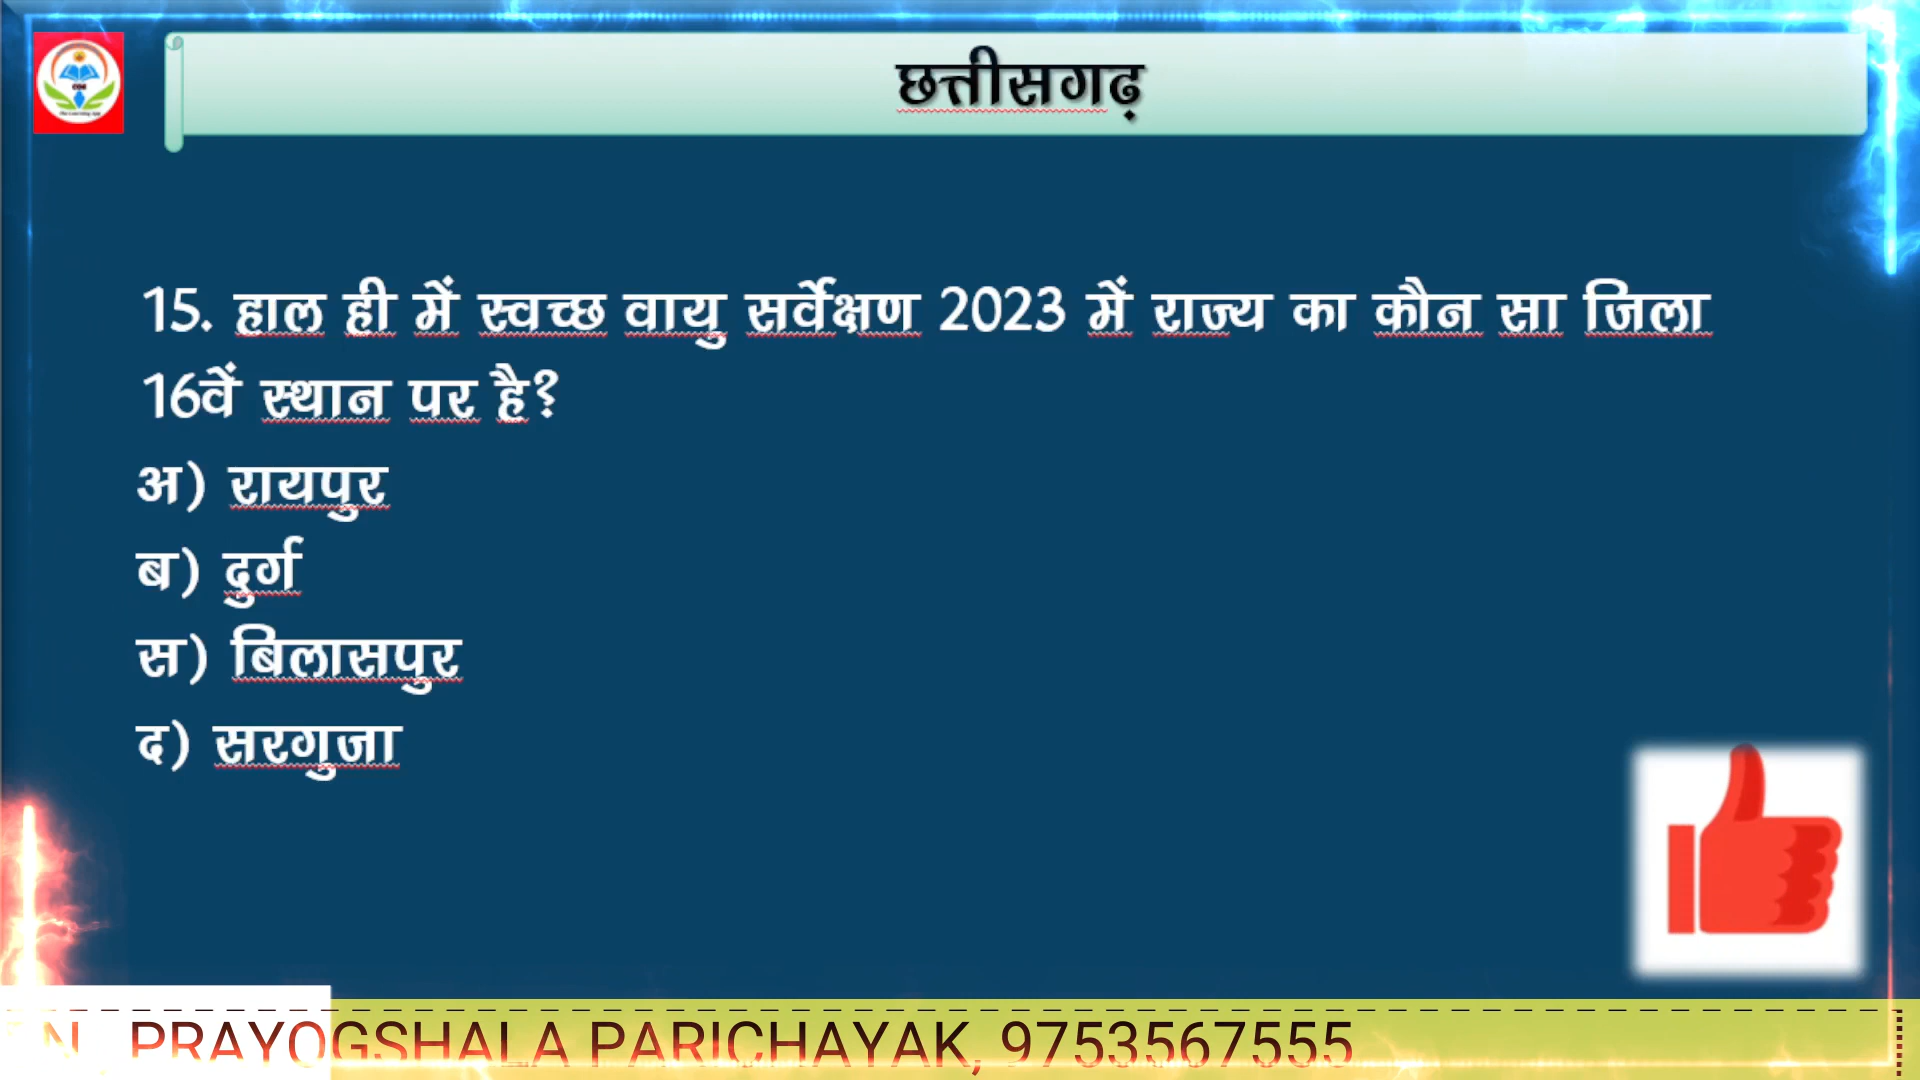 छत्तीसगढ़
15. हाल ही में स्वच्छ वायु सर्वेक्षण 2023 में राज्य का कौन सा जिला
16वें स्थान पर है?
अ) रायपुर
ब) दुर्ग
स) बिलासपुर
द) सरगुजा
PRAYOGSHALA PARICHAYAK, 9753567555